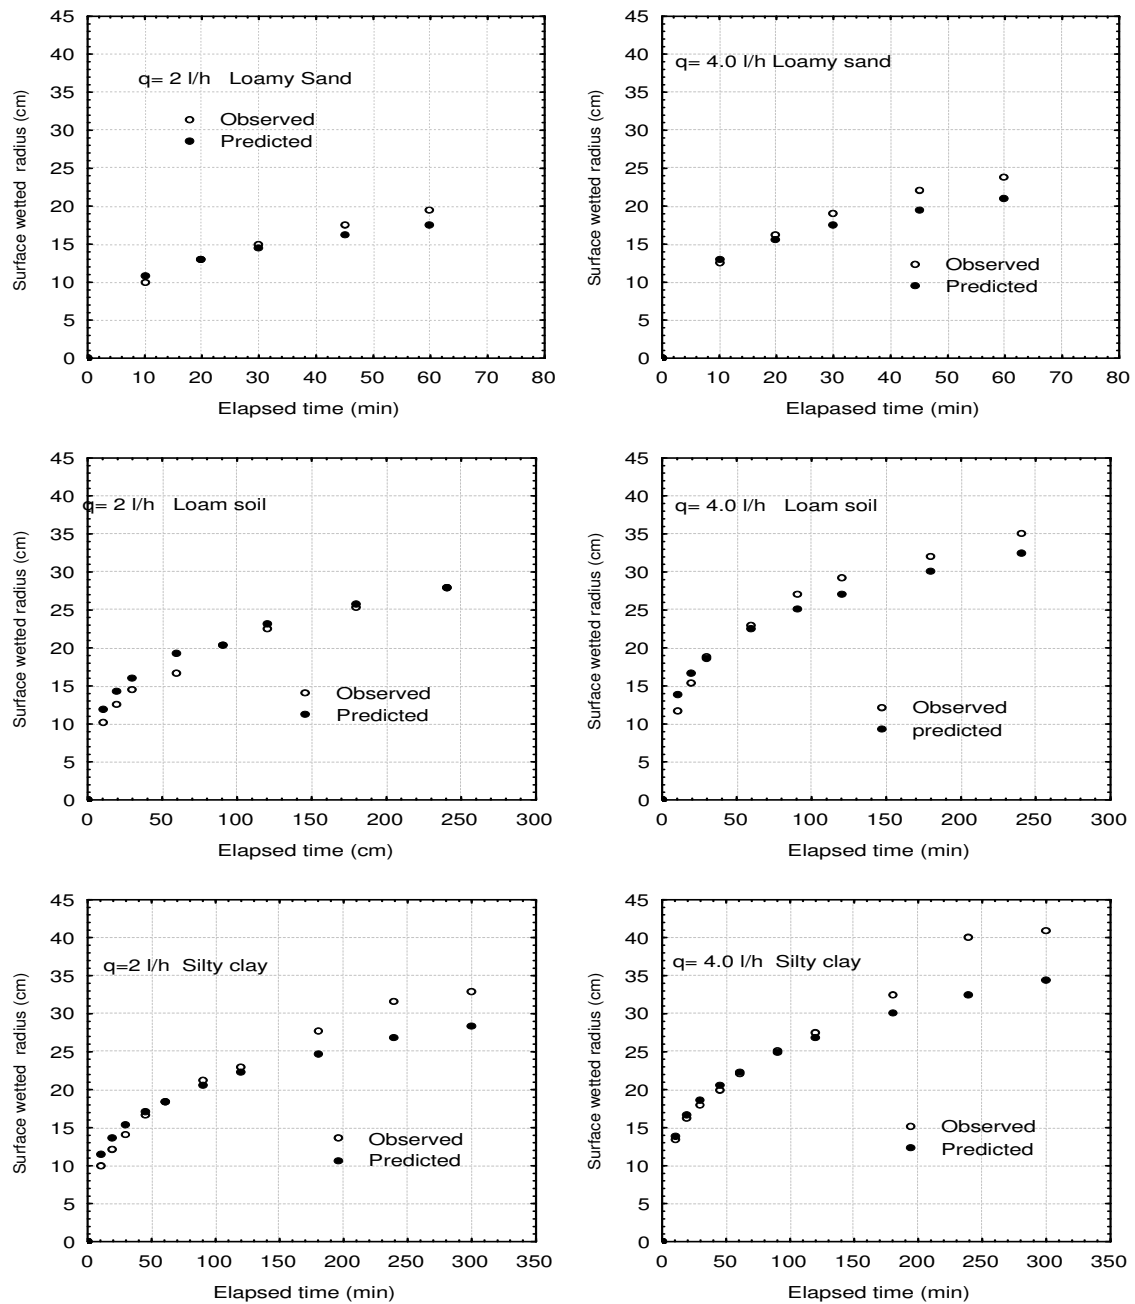 45
40
35
30
25
20
15
10
5
0
Surface wetted radius (cm)
q= 2 l/h Loamy Sand
Observed
Predicted
0 10 20 30 40 50 60 70 80
Elapsed time (min)
45
40
35
30
25
20
15
10
5
0
Surface wetted radius (cm)
q= 4.0 l/h Loamy sand
Observed
Predicted
0 10 20 30 40 50 60 70 80
Elapased time (min)
45
40
35
30
25
20
15
10
5
0
Surface wetted radius (cm)
q= 2 l/h Loam soil
Observed
Predicted
0 50 100 150 200 250 300
Elapsed time (cm)
45
40
35
30
25
20
15
10
5
0
Surface wetted radius (cm)
q= 4.0 l/h Loam soil
Observed
predicted
0 50 100 150 200 250 300
Elapsed time (min)
45
40
35
30
25
20
15
10
5
0
Surface wetted radius (cm)
q=2 l/h Silty clay
Observed
Predicted
0 50 100 150 200 250 300 350
Elapsed time (min)
45
40
35
30
25
20
15
10
5
0
Surface wetted radius (cm)
q= 4.0 l/h Silty clay
Observed
Predicted
0 50 100 150 200 250 300 350
Elapsed time (min)